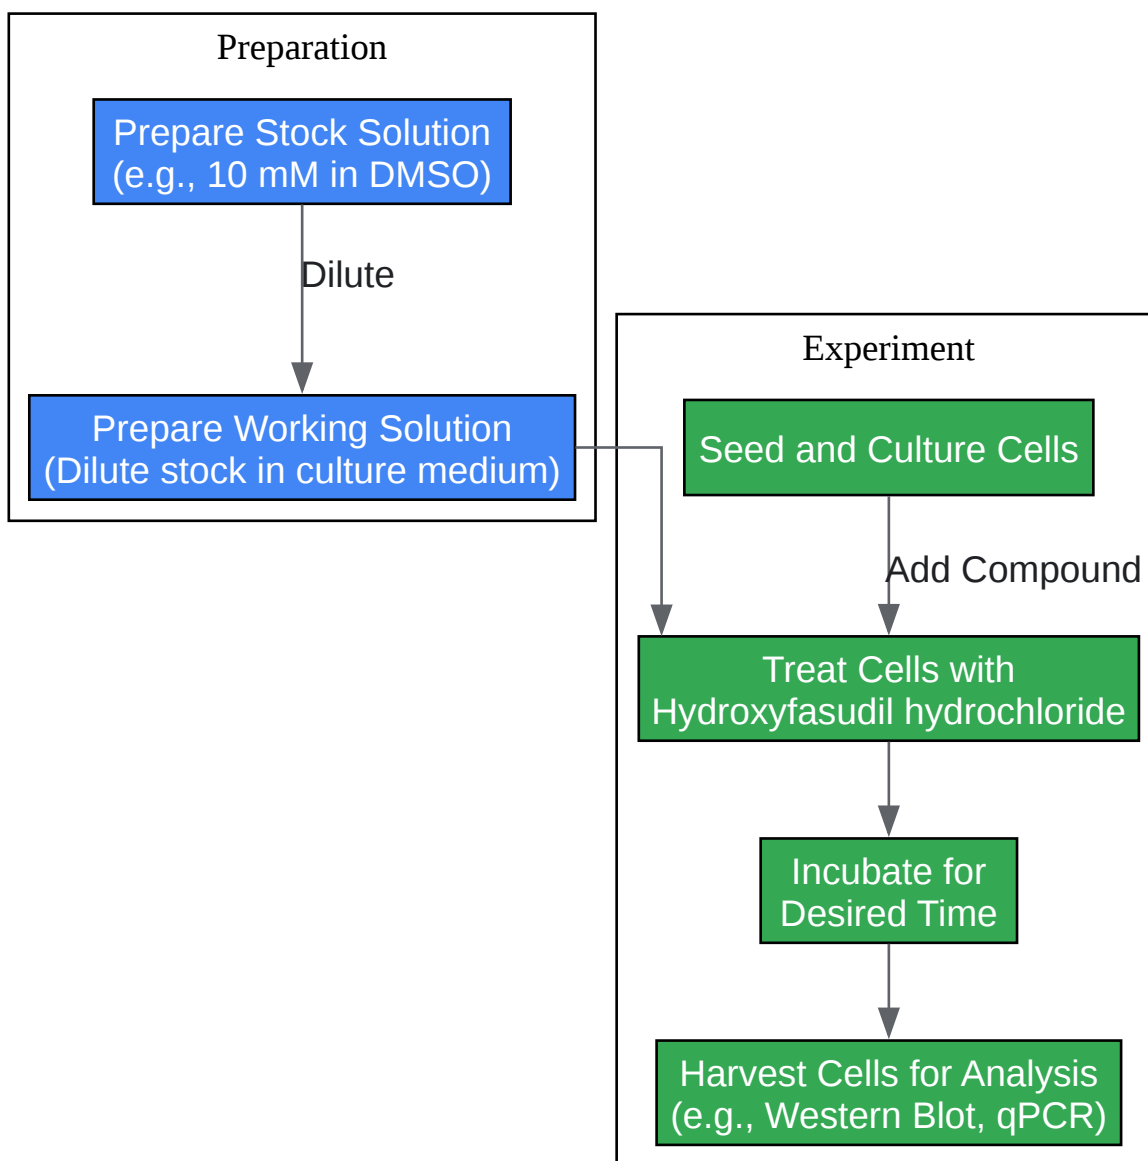 Preparation
Prepare Stock Solution
(e.g., 10 mM in DMSO)
Dilute
Prepare Working Solution
(Dilute stock in culture medium)
Experiment
Seed and Culture Cells
Add Compound
Treat Cells with
Hydroxyfasudil hydrochloride
Incubate for
Desired Time
Harvest Cells for Analysis
(e.g., Western Blot, qPCR)